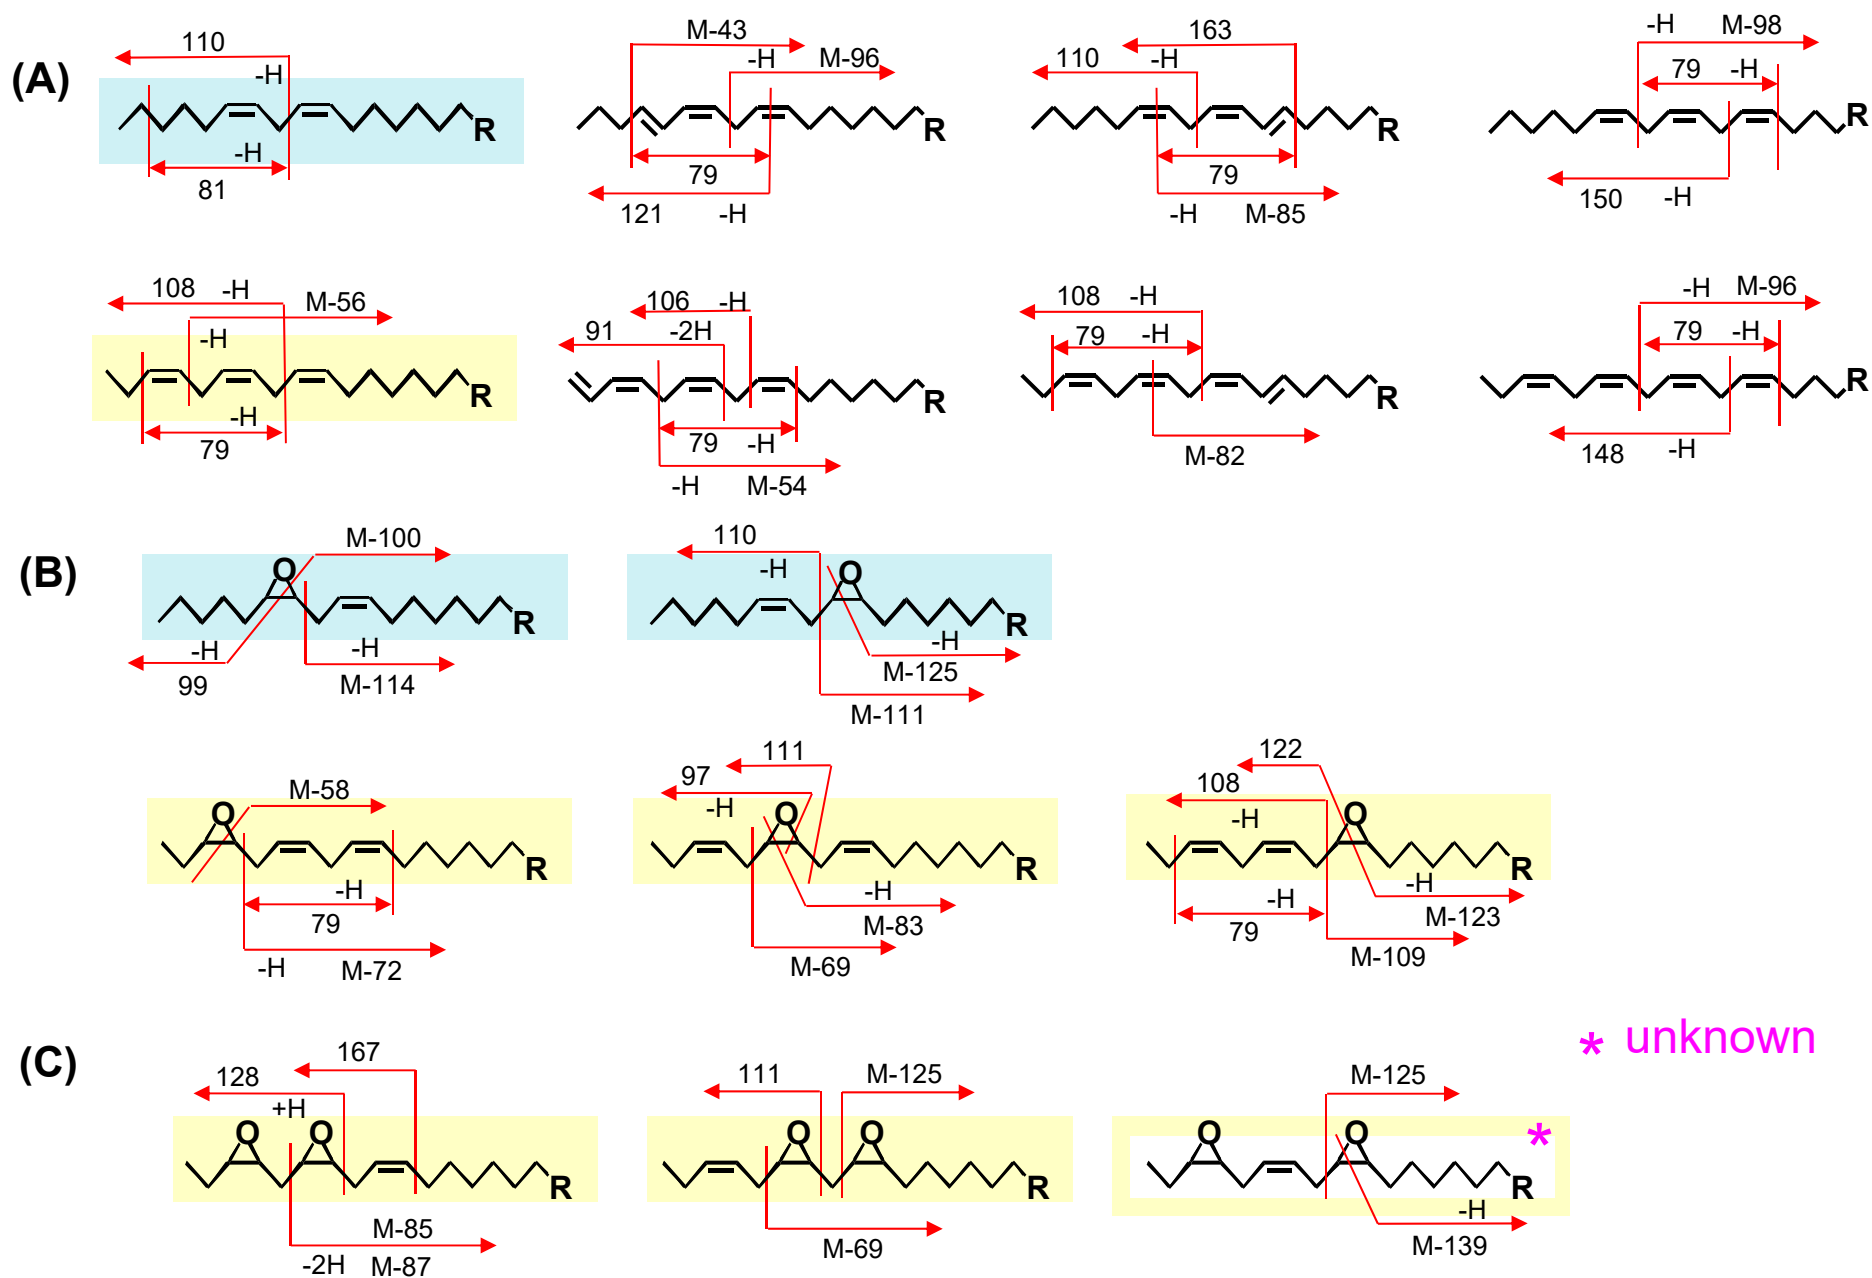 (A)
110
-H
R
-H
81
M-43
-H
M-96
R
79
121
-H
163
110
-H
R
79
-H
M-85
-H
M-98
79
-H
R
150
-H
108
-H
M-56
-H
R
-H
79
106
-H
91
-2H
R
79
-H
-H
M-54
108
-H
79
-H
R
M-82
-H
M-96
79
-H
R
148
-H
(B)
M-100
O
R
-H
-H
99
M-114
110
-H
O
R
-H
M-125
M-111
M-58
O
R
-H
79
-H
M-72
111
97
-H
O
R
-H
M-83
M-69
122
108
-H
O
R
-H
-H
79
M-123
M-109
* unknown
(C)
167
128
+H
O
O
R
M-85
-2H
M-87
111
M-125
O
O
R
M-69
M-125
O
O
*
R
-H
M-139